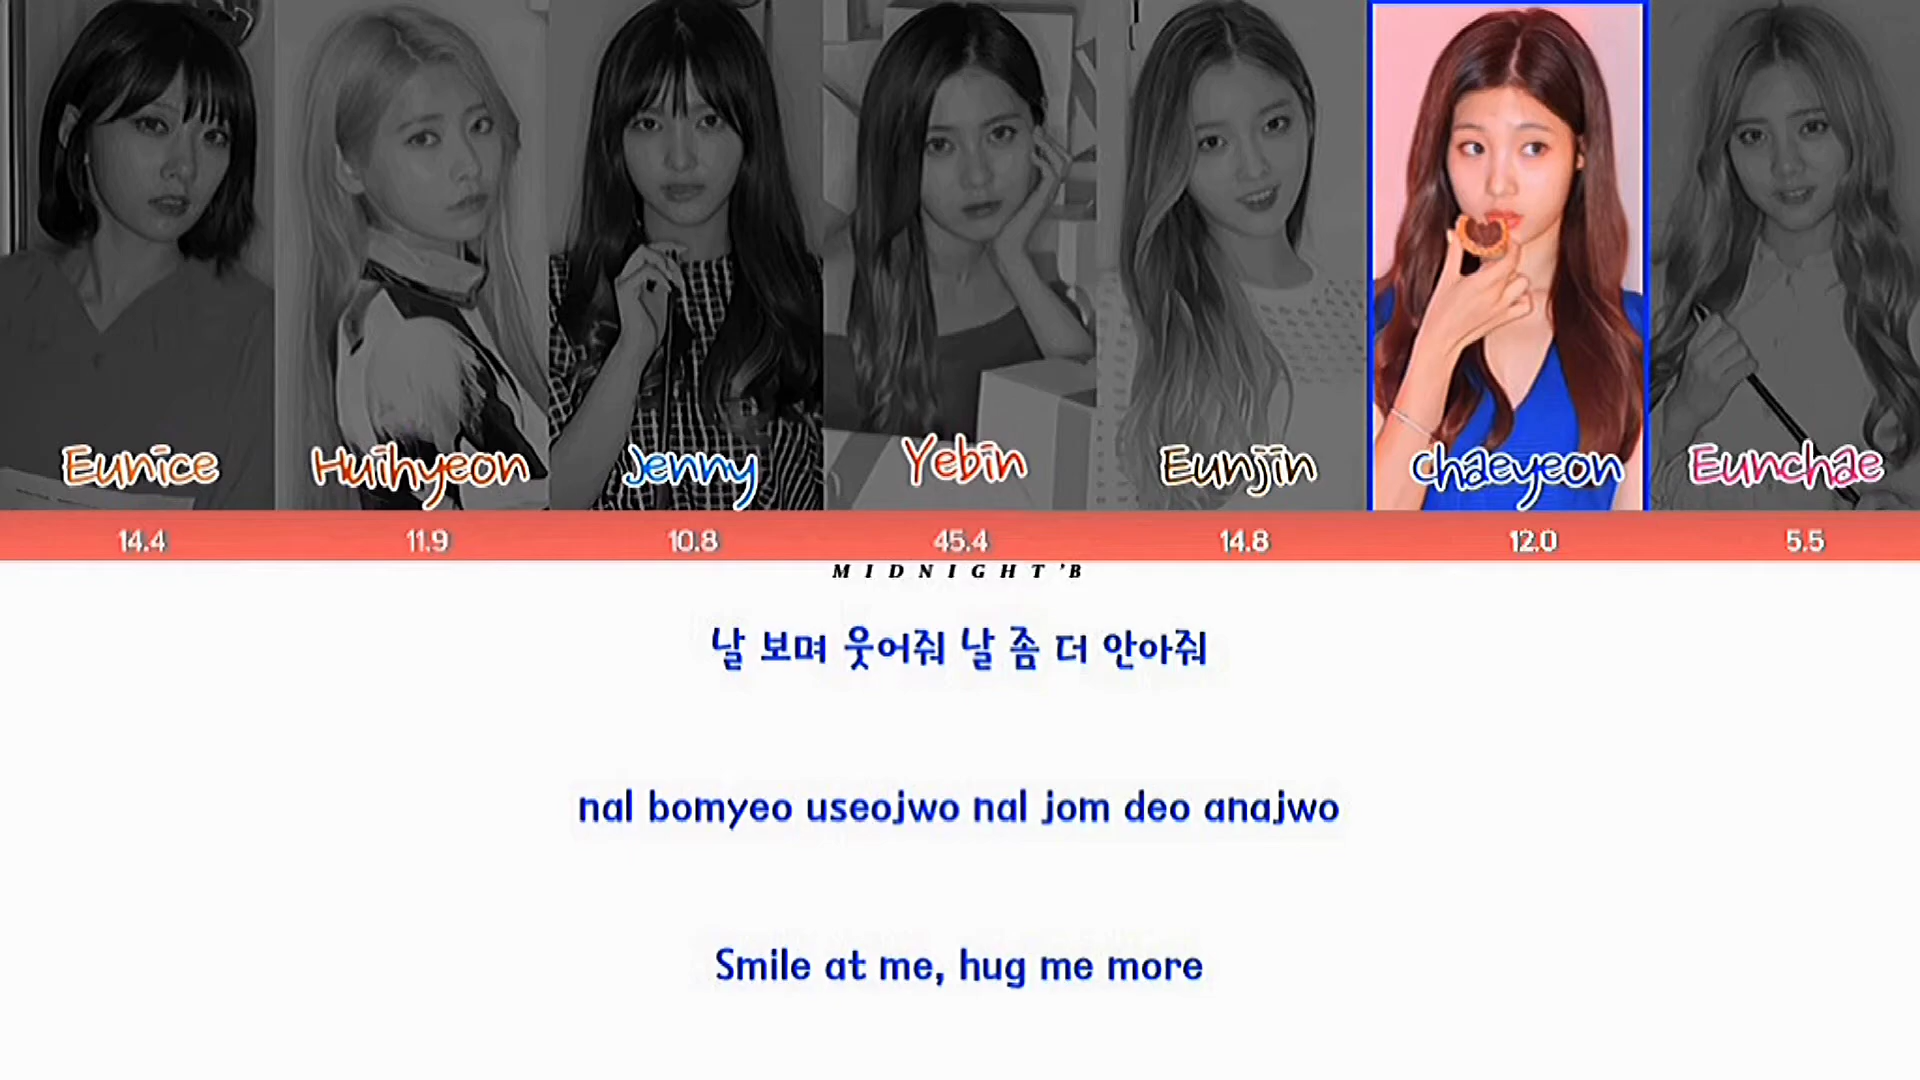 Eunice Huihyeon Jenny Yebin Eunjin chaeyeon Eunchae
14.4 11.9 10.8 45.4 14.8 12.0 5.5
MIDNIGHT'B
날 보며 웃어줘 날 좀 더 안아줘
nal bomyeo useojwo nal jom deo anajwo
Smile at me, hug me more